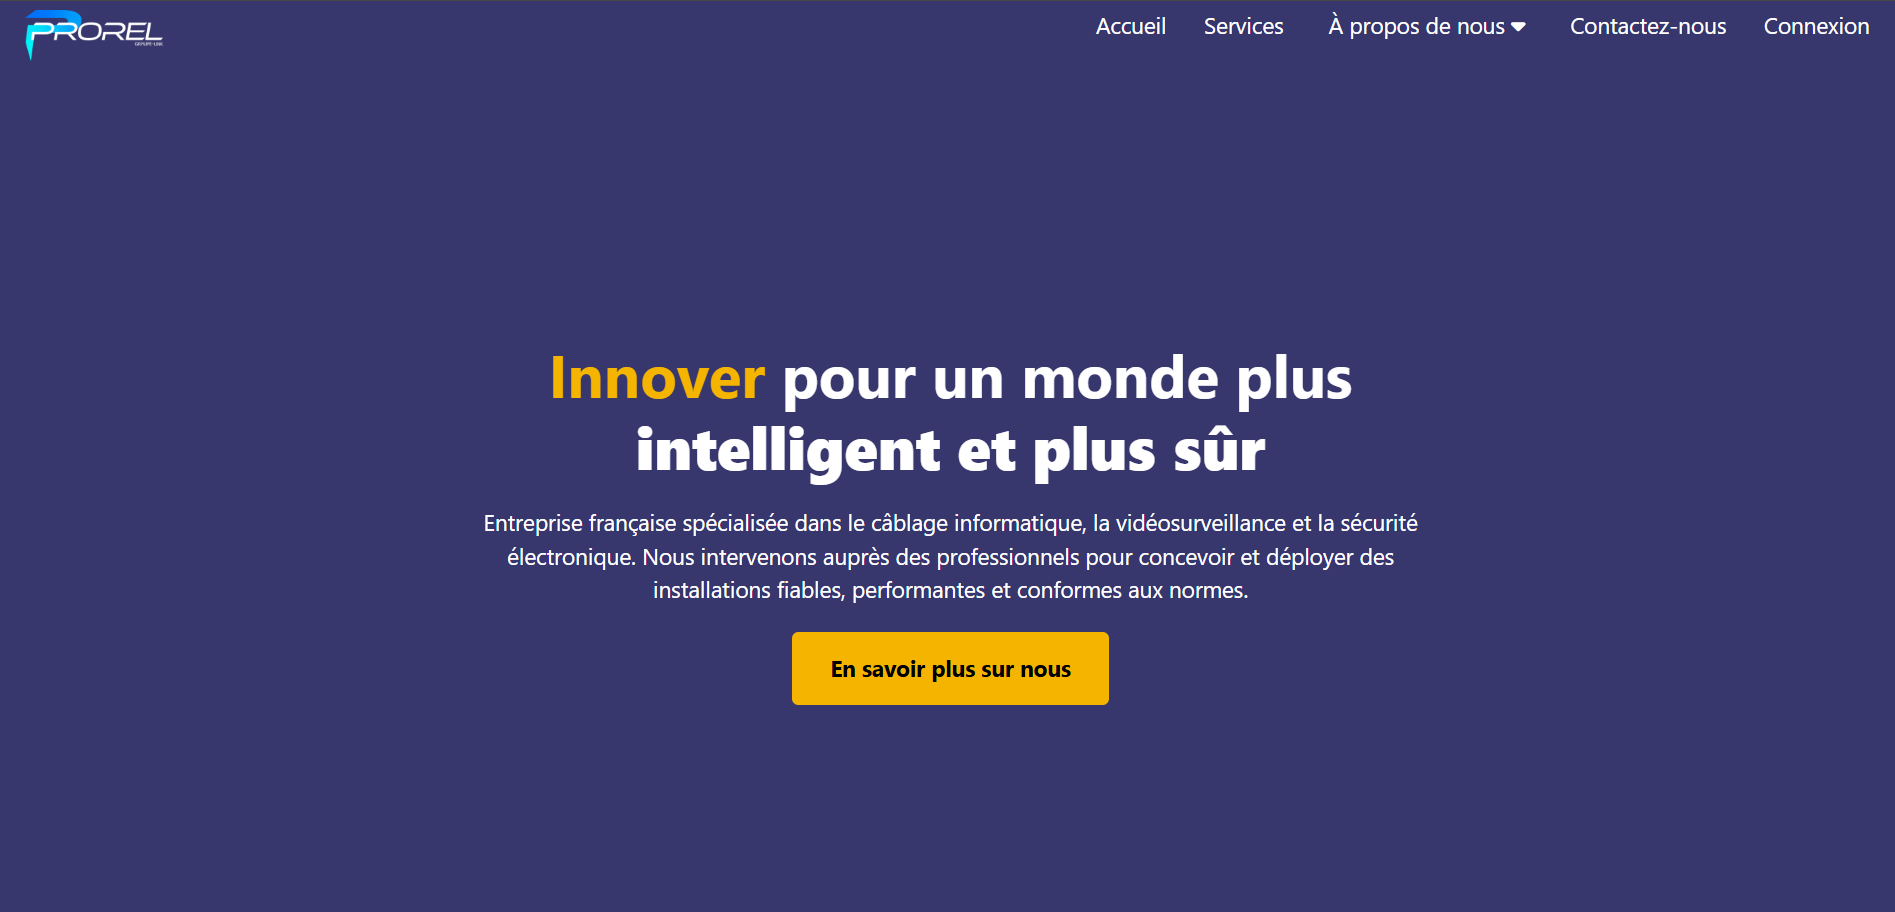 PROREL
Accueil Services À propos de nous Contactez-nous Connexion
Innover pour un monde plus
intelligent et plus sûr
Entreprise française spécialisée dans le câblage informatique, la vidéosurveillance et la sécurité
électronique. Nous intervenons auprès des professionnels pour concevoir et déployer des
installations fiables, performantes et conformes aux normes.
En savoir plus sur nous